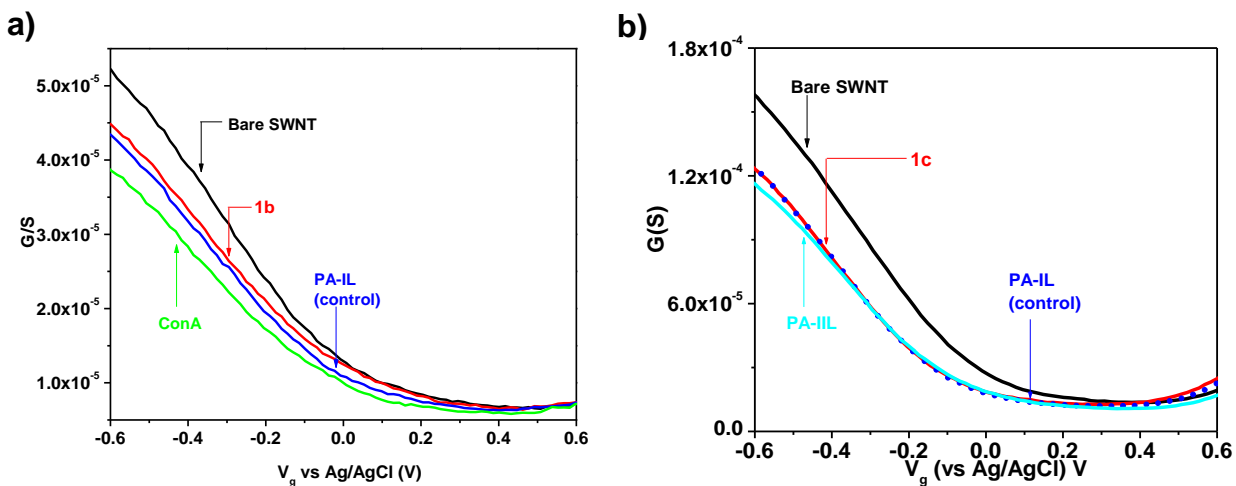 a)
5.0x10⁻⁵
4.0x10⁻⁵
3.0x10⁻⁵
2.0x10⁻⁵
1.0x10⁻⁵
G/S
Bare SWNT
1b
PA-IL
(control)
ConA
-0.6 -0.4 -0.2 0.0 0.2 0.4 0.6
V_g vs Ag/AgCl (V)
b)
1.8x10⁻⁴
1.2x10⁻⁴
6.0x10⁻⁵
0.0
G(S)
Bare SWNT
1c
PA-IL
(control)
PA-IIL
-0.6 -0.4 -0.2 0.0 0.2 0.4 0.6
V_g (vs Ag/AgCl) V